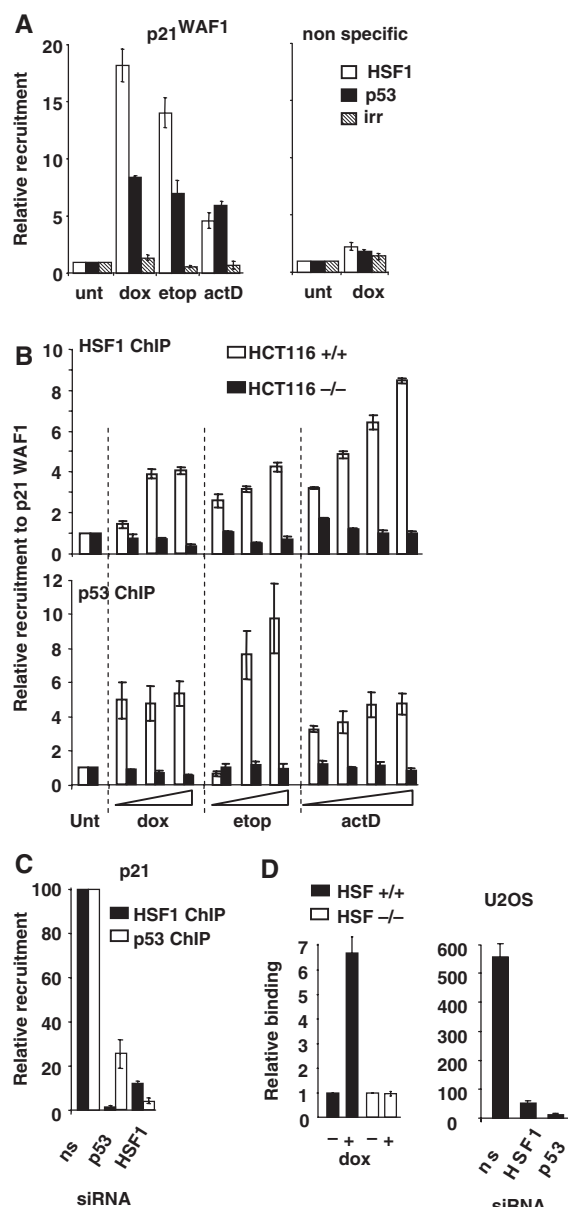 A
p21WAF1
non specific
Relative recruitment
20
15
10
5
0
HSF1
p53
irr
unt dox etop actD
unt dox
B
HSF1 ChIP
HCT116 +/+
HCT116 –/–
Relative recruitment to p21 WAF1
10
8
6
4
2
0
p53 ChIP
12
10
8
6
4
2
0
Unt dox etop actD
C
p21
HSF1 ChIP
p53 ChIP
Relative recruitment
100
80
60
40
20
0
ns p53 HSF1
siRNA
D
HSF +/+
HSF –/–
Relative binding
7
6
5
4
3
2
1
0
– + – +
dox
U2OS
600
500
400
300
200
100
0
ns HSF1 p53
siRNA